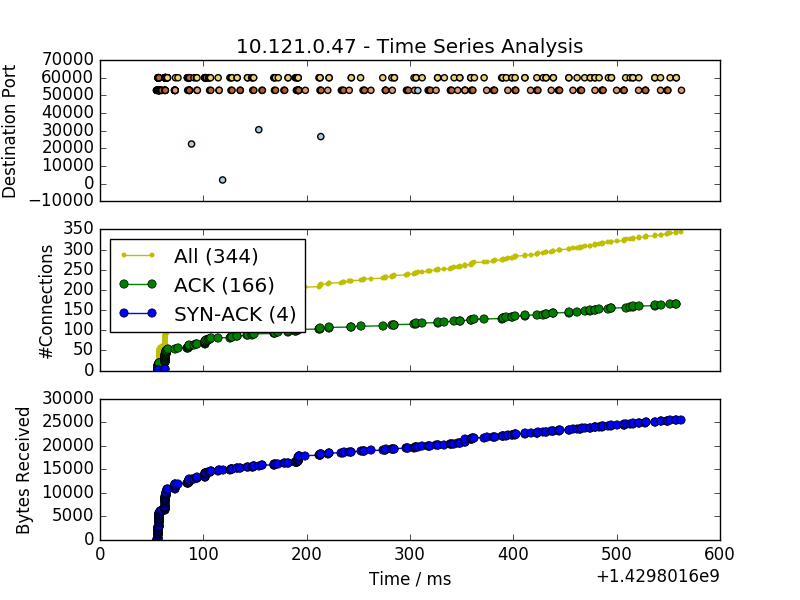 10.121.0.47 - Time Series Analysis
70000
60000
50000
40000
30000
20000
10000
0
−10000
Destination Port
350
300
250
200
150
100
50
0
#Connections
All (344)
ACK (166)
SYN-ACK (4)
30000
25000
20000
15000
10000
5000
0
Bytes Received
0 100 200 300 400 500 600
Time / ms
+1.4298016e9